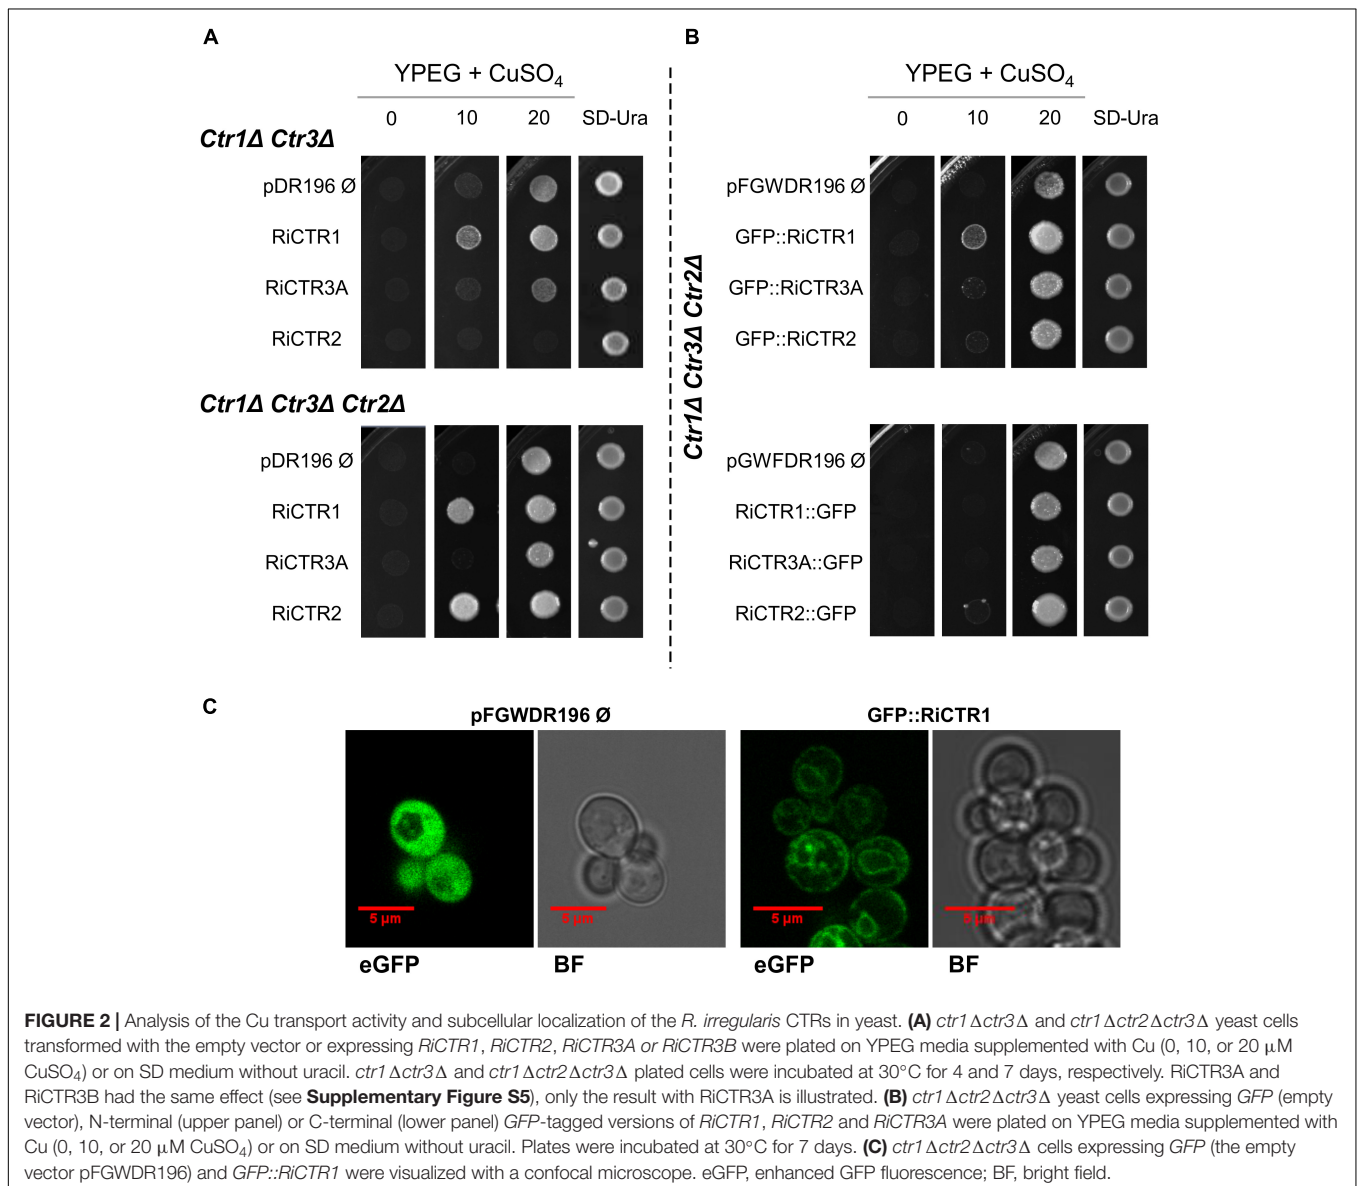 A
YPEG + CuSO₄
0 10 20 SD-Ura
Ctr1Δ Ctr3Δ
pDR196 Ø
RiCTR1
RiCTR3A
RiCTR2
Ctr1Δ Ctr3Δ Ctr2Δ
pDR196 Ø
RiCTR1
RiCTR3A
RiCTR2
B
YPEG + CuSO₄
0 10 20 SD-Ura
Ctr1Δ Ctr3Δ Ctr2Δ
pFGWDR196 Ø
GFP::RiCTR1
GFP::RiCTR3A
GFP::RiCTR2
pGWFDR196 Ø
RiCTR1::GFP
RiCTR3A::GFP
RiCTR2::GFP
C
pFGWDR196 Ø
GFP::RiCTR1
5 µm
5 µm
5 µm
5 µm
eGFP
BF
eGFP
BF
FIGURE 2 | Analysis of the Cu transport activity and subcellular localization of the R. irregularis CTRs in yeast. (A) ctr1Δctr3Δ and ctr1Δctr2Δctr3Δ yeast cells
transformed with the empty vector or expressing RiCTR1, RiCTR2, RiCTR3A or RiCTR3B were plated on YPEG media supplemented with Cu (0, 10, or 20 µM
CuSO₄) or on SD medium without uracil. ctr1Δctr3Δ and ctr1Δctr2Δctr3Δ plated cells were incubated at 30°C for 4 and 7 days, respectively. RiCTR3A and
RiCTR3B had the same effect (see Supplementary Figure S5), only the result with RiCTR3A is illustrated. (B) ctr1Δctr2Δctr3Δ yeast cells expressing GFP (empty
vector), N-terminal (upper panel) or C-terminal (lower panel) GFP-tagged versions of RiCTR1, RiCTR2 and RiCTR3A were plated on YPEG media supplemented with
Cu (0, 10, or 20 µM CuSO₄) or on SD medium without uracil. Plates were incubated at 30°C for 7 days. (C) ctr1Δctr2Δctr3Δ cells expressing GFP (the empty
vector pFGWDR196) and GFP::RiCTR1 were visualized with a confocal microscope. eGFP, enhanced GFP fluorescence; BF, bright field.